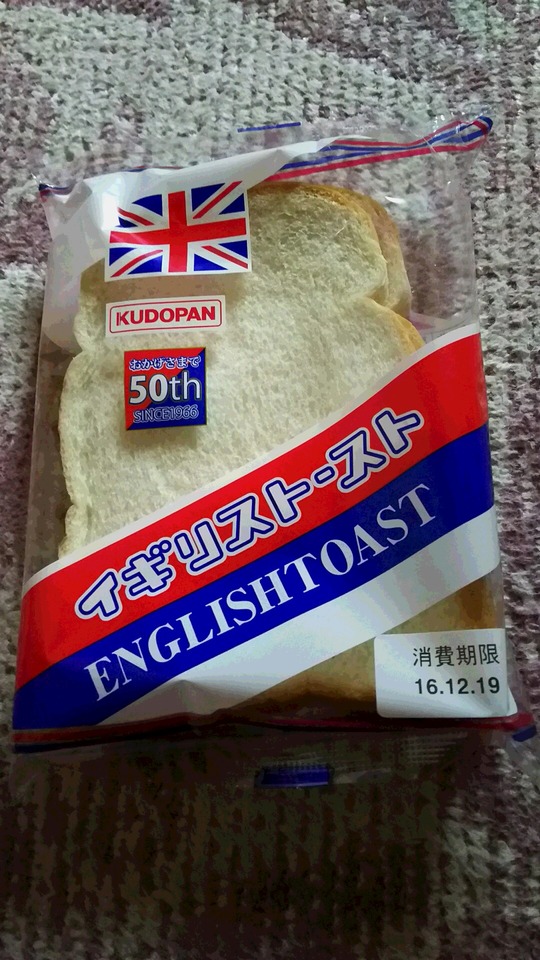 KUDOPAN
おかげさまで
50th
SINCE1966
イギリストースト
ENGLISHTOAST
消費期限
16.12.19